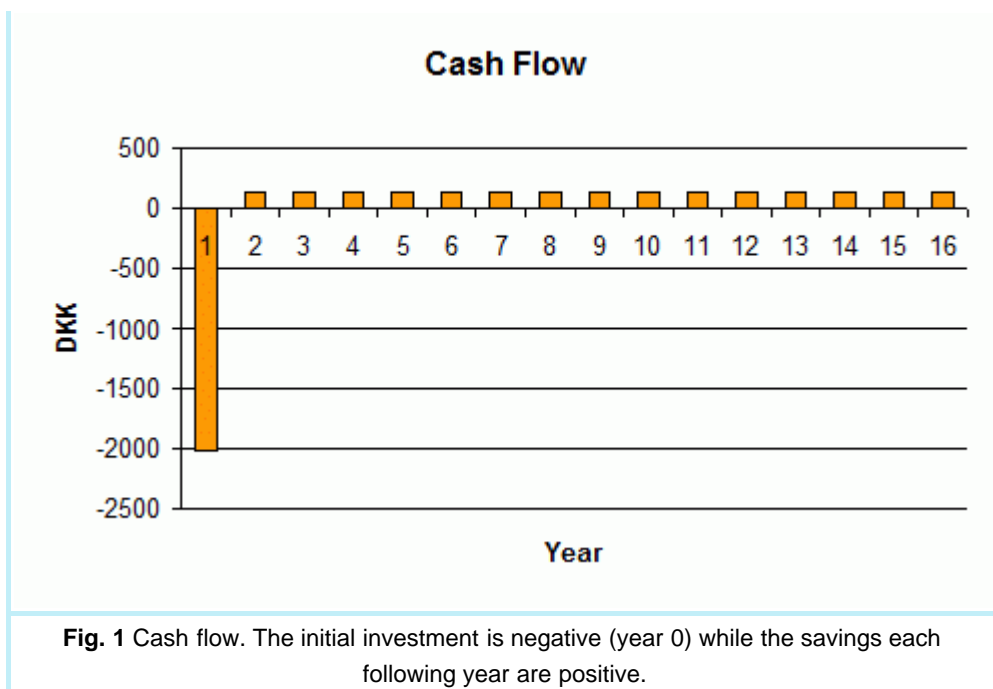 Cash Flow
500
0
1 2 3 4 5 6 7 8 9 10 11 12 13 14 15 16
-500
-1000
-1500
-2000
-2500
DKK
Year
Fig. 1 Cash flow. The initial investment is negative (year 0) while the savings each
following year are positive.